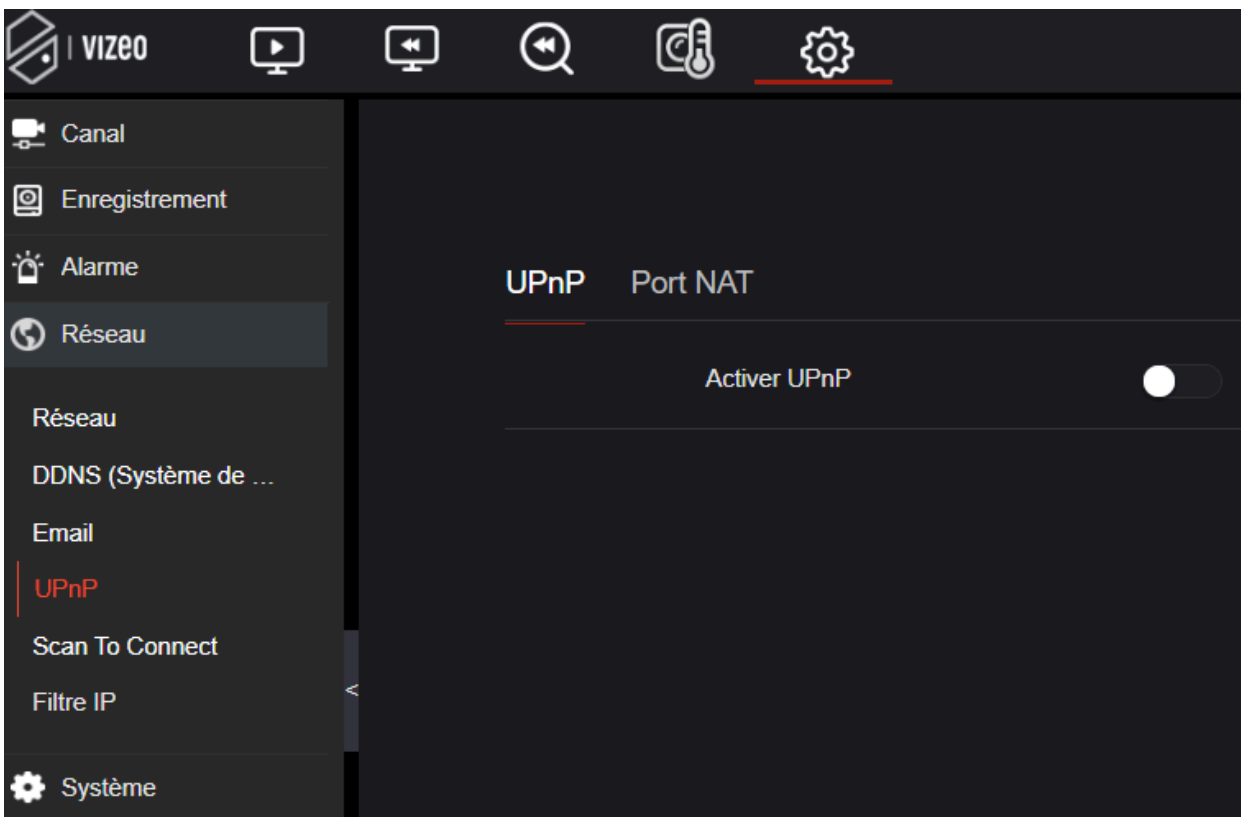 VIZEO
Canal
Enregistrement
Alarme
Réseau
Réseau
DDNS (Système de ...
Email
UPnP
Scan To Connect
Filtre IP
Système
<
UPnP Port NAT
Activer UPnP